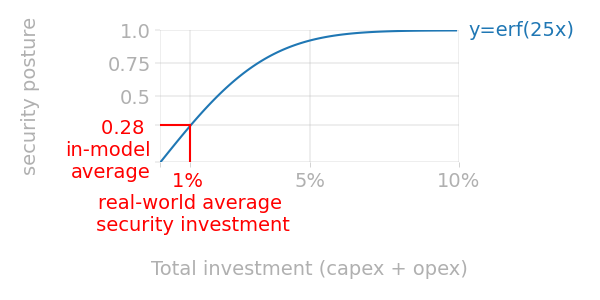 security posture
1.0
y=erf(25x)
0.75
0.5
0.28
in-model
average
1%
5%
10%
real-world average
security investment
Total investment (capex + opex)